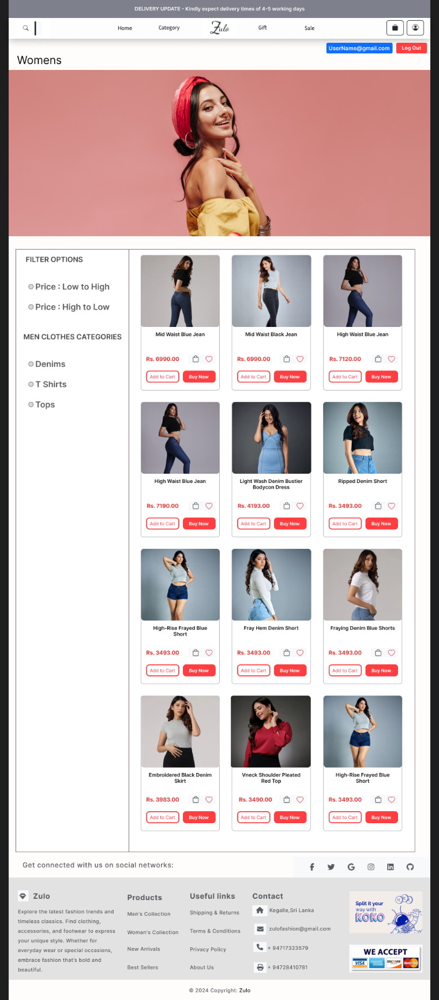 DELIVERY UPDATE - Kindly expect delivery times of 4-5 working days
Home
Category
Zulo
Gift
Sale
UserName@gmail.com
Log Out
Womens
FILTER OPTIONS
Price : Low to High
Price : High to Low
MEN CLOTHES CATEGORIES
Denims
T Shirts
Tops
Mid Waist Blue Jean
Rs. 6990.00
Add to Cart
Buy Now
Mid Waist Black Jean
Rs. 6990.00
Add to Cart
Buy Now
High Waist Blue Jean
Rs. 7120.00
Add to Cart
Buy Now
High Waist Blue Jean
Rs. 7190.00
Add to Cart
Buy Now
Light Wash Denim Bustier
Bodycon Dress
Rs. 4193.00
Add to Cart
Buy Now
Ripped Denim Short
Rs. 3493.00
Add to Cart
Buy Now
High-Rise Frayed Blue
Short
Rs. 3493.00
Add to Cart
Buy Now
Fray Hem Denim Short
Rs. 3493.00
Add to Cart
Buy Now
Fraying Denim Blue Shorts
Rs. 3493.00
Add to Cart
Buy Now
Embroidered Black Denim
Skirt
Rs. 3983.00
Add to Cart
Buy Now
Vneck Shoulder Pleated
Red Top
Rs. 3490.00
Add to Cart
Buy Now
High-Rise Frayed Blue
Short
Rs. 3493.00
Add to Cart
Buy Now
Get connected with us on social networks:
Zulo
Explore the latest fashion trends and
timeless classics. Find clothing,
accessories, and footwear to express
your unique style. Whether for
everyday wear or special occasions,
embrace fashion that's bold and
beautiful.
Products
Men's Collection
Women's Collection
New Arrivals
Best Sellers
Useful links
Shipping & Returns
Terms & Conditions
Privacy Policy
About Us
Contact
Kegalle,Sri Lanka
zulofashion@gmail.com
+ 94717323579
+ 94728410781
Split it your
way with
KOKO
WE ACCEPT
VISA
DISCOVER
MasterCard
© 2024 Copyright: Zulo